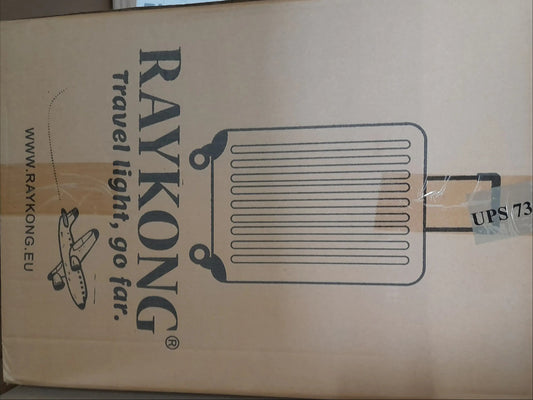 RAYKONG®
Travel light, go far.
WWW.RAYKONG.EU
UPS 73